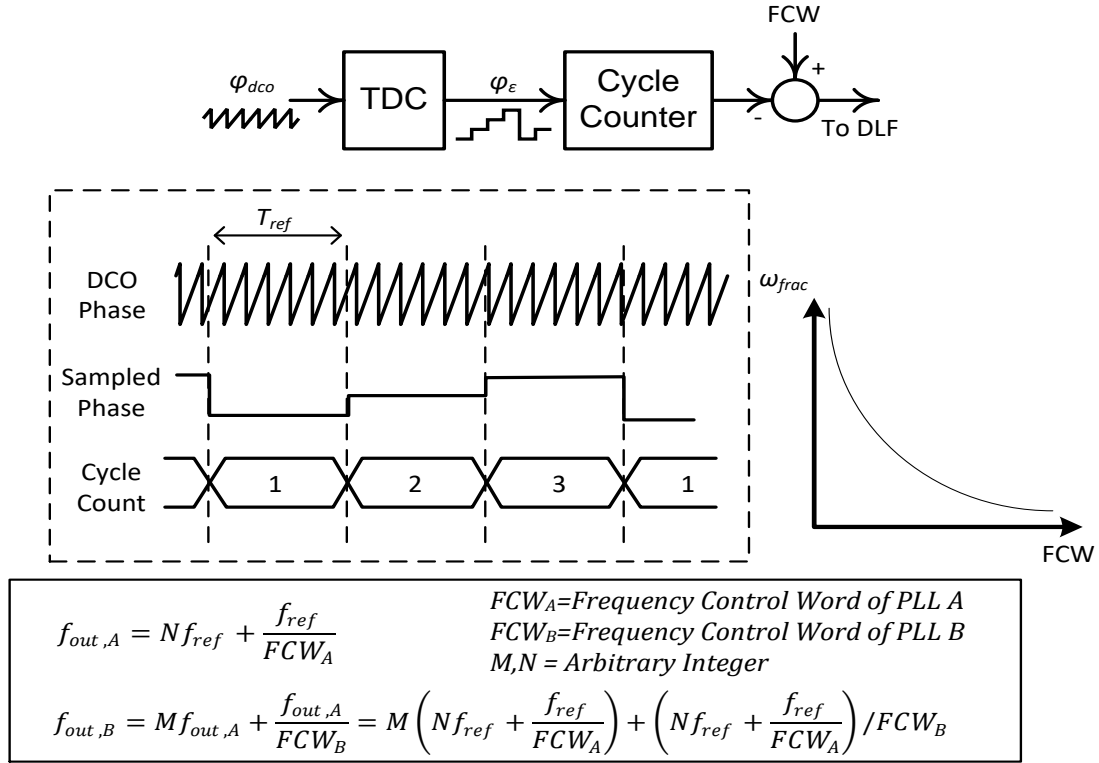 FCW
φdco
TDC
φε
Cycle
Counter
+
-
To DLF
Tref
DCO
Phase
Sampled
Phase
Cycle
Count
1
2
3
1
ωfrac
FCW
fout ,A = Nfref + fref / FCWA
FCWA=Frequency Control Word of PLL A
FCWB=Frequency Control Word of PLL B
M,N = Arbitrary Integer
fout ,B = Mfout ,A + fout ,A / FCWB = M(Nfref + fref / FCWA) + (Nfref + fref / FCWA)/FCWB